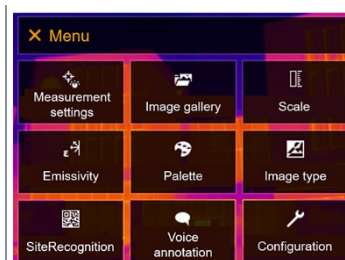 Menu
Measurement
settings
Image gallery
Scale
ε
Emissivity
Palette
Image type
SiteRecognition
Voice
annotation
Configuration